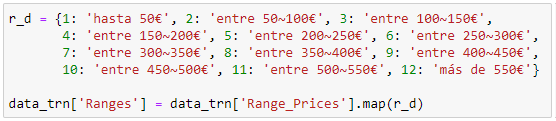 r_d = {1: 'hasta 50€', 2: 'entre 50~100€', 3: 'entre 100~150€',
4: 'entre 150~200€', 5: 'entre 200~250€', 6: 'entre 250~300€',
7: 'entre 300~350€', 8: 'entre 350~400€', 9: 'entre 400~450€',
10: 'entre 450~500€', 11: 'entre 500~550€', 12: 'más de 550€'}
data_trn['Ranges'] = data_trn['Range_Prices'].map(r_d)